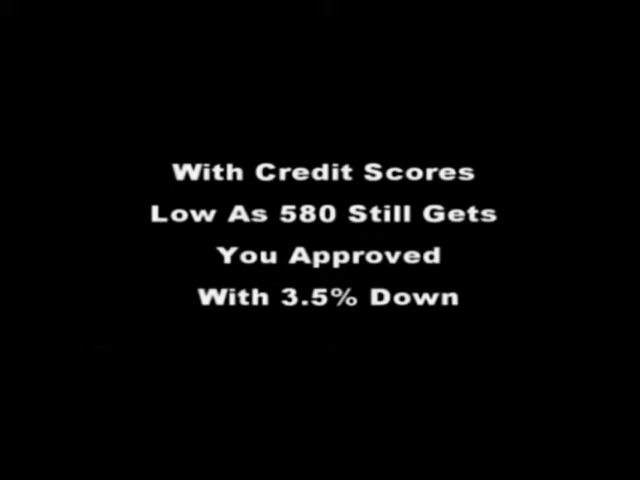 With Credit Scores
Low As 580 Still Gets
You Approved
With 3.5% Down